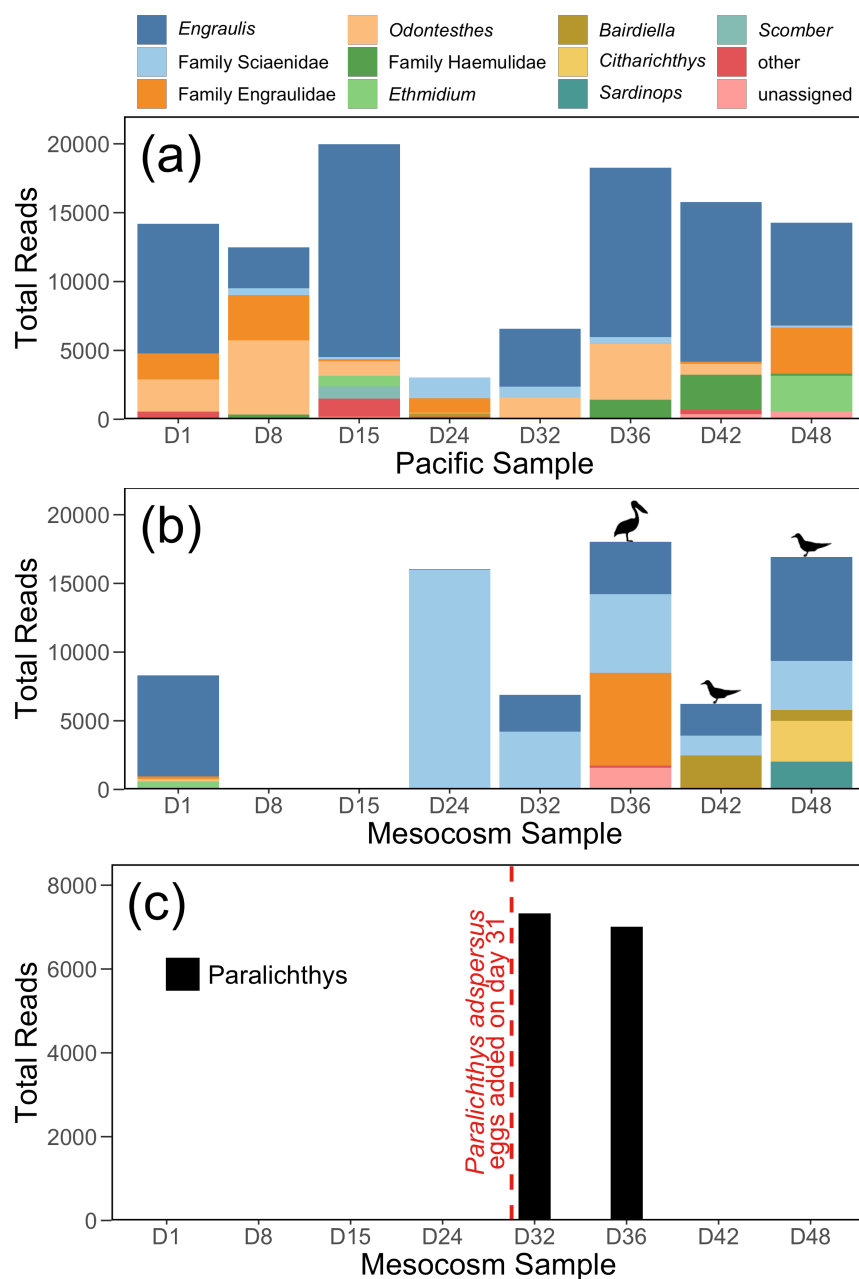 Engraulis
Odontesthes
Bairdiella
Scomber
Family Sciaenidae
Family Haemulidae
Citharichthys
other
Family Engraulidae
Ethmidium
Sardinops
unassigned
(a)
Total Reads
20000
15000
10000
5000
0
D1 D8 D15 D24 D32 D36 D42 D48
Pacific Sample
(b)
Total Reads
20000
15000
10000
5000
0
D1 D8 D15 D24 D32 D36 D42 D48
Mesocosm Sample
(c)
Total Reads
8000
6000
4000
2000
0
Paralichthys
Paralichthys adspersus
eggs added on day 31
D1 D8 D15 D24 D32 D36 D42 D48
Mesocosm Sample